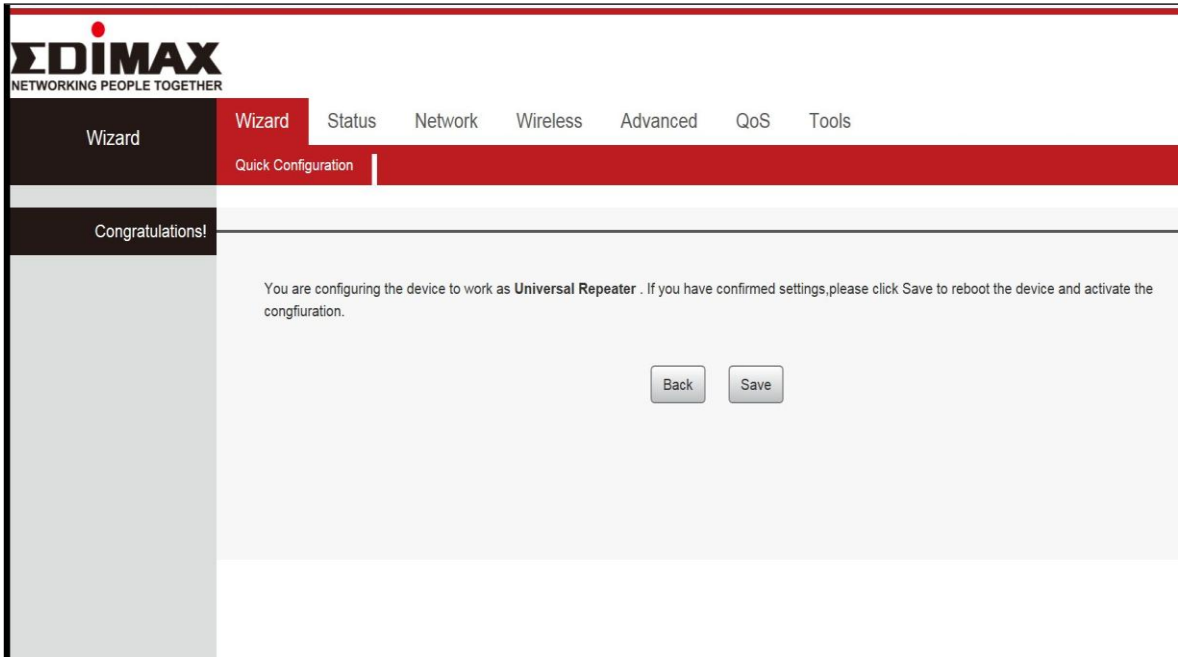 EDIMAX
NETWORKING PEOPLE TOGETHER
Wizard
Wizard Status Network Wireless Advanced QoS Tools
Quick Configuration
Congratulations!
You are configuring the device to work as Universal Repeater . If you have confirmed settings,please click Save to reboot the device and activate the
congfiuration.
Back Save